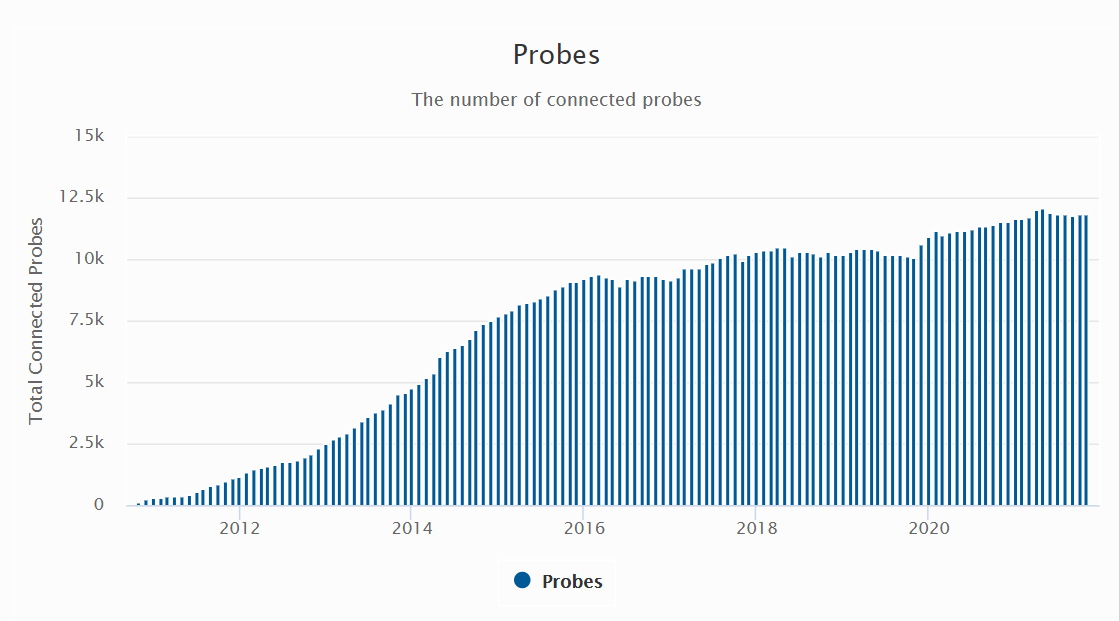 Probes
The number of connected probes
Total Connected Probes
15k
12.5k
10k
7.5k
5k
2.5k
0
2012 2014 2016 2018 2020
Probes